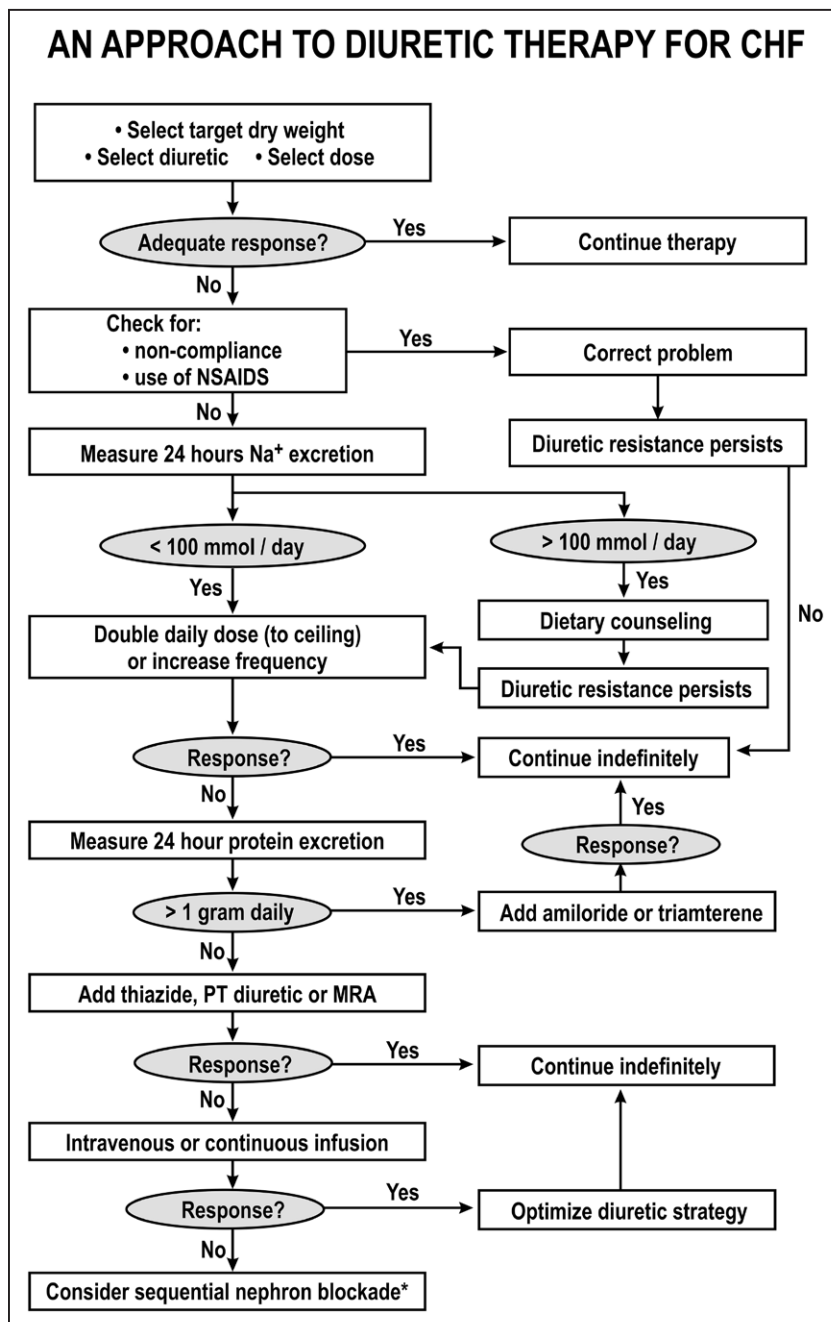 AN APPROACH TO DIURETIC THERAPY FOR CHF
• Select target dry weight
• Select diuretic • Select dose
Adequate response?
Yes
Continue therapy
No
Check for:
• non-compliance
• use of NSAIDS
Yes
Correct problem
No
Diuretic resistance persists
Measure 24 hours Na⁺ excretion
< 100 mmol / day
> 100 mmol / day
Yes
Yes
No
Double daily dose (to ceiling)
or increase frequency
Dietary counseling
Diuretic resistance persists
Response?
Yes
Continue indefinitely
No
Yes
Measure 24 hour protein excretion
Response?
> 1 gram daily
Yes
Add amiloride or triamterene
No
Add thiazide, PT diuretic or MRA
Response?
Yes
Continue indefinitely
No
Intravenous or continuous infusion
Response?
Yes
Optimize diuretic strategy
No
Consider sequential nephron blockade*